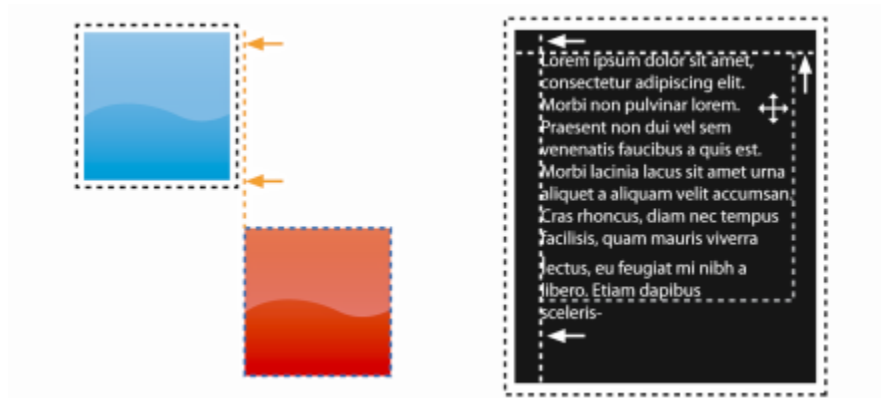 Lorem ipsum dolor sit amet,
consectetur adipiscing elit.
Morbi non pulvinar lorem.
Praesent non dui vel sem
venenatis faucibus a quis est.
Morbi lacinia lacus sit amet urna
aliquet a aliquam velit accumsan.
Cras rhoncus, diam nec tempus
facilisis, quam mauris viverra
lectus, eu feugiat mi nibh a
libero. Etiam dapibus
sceleris-